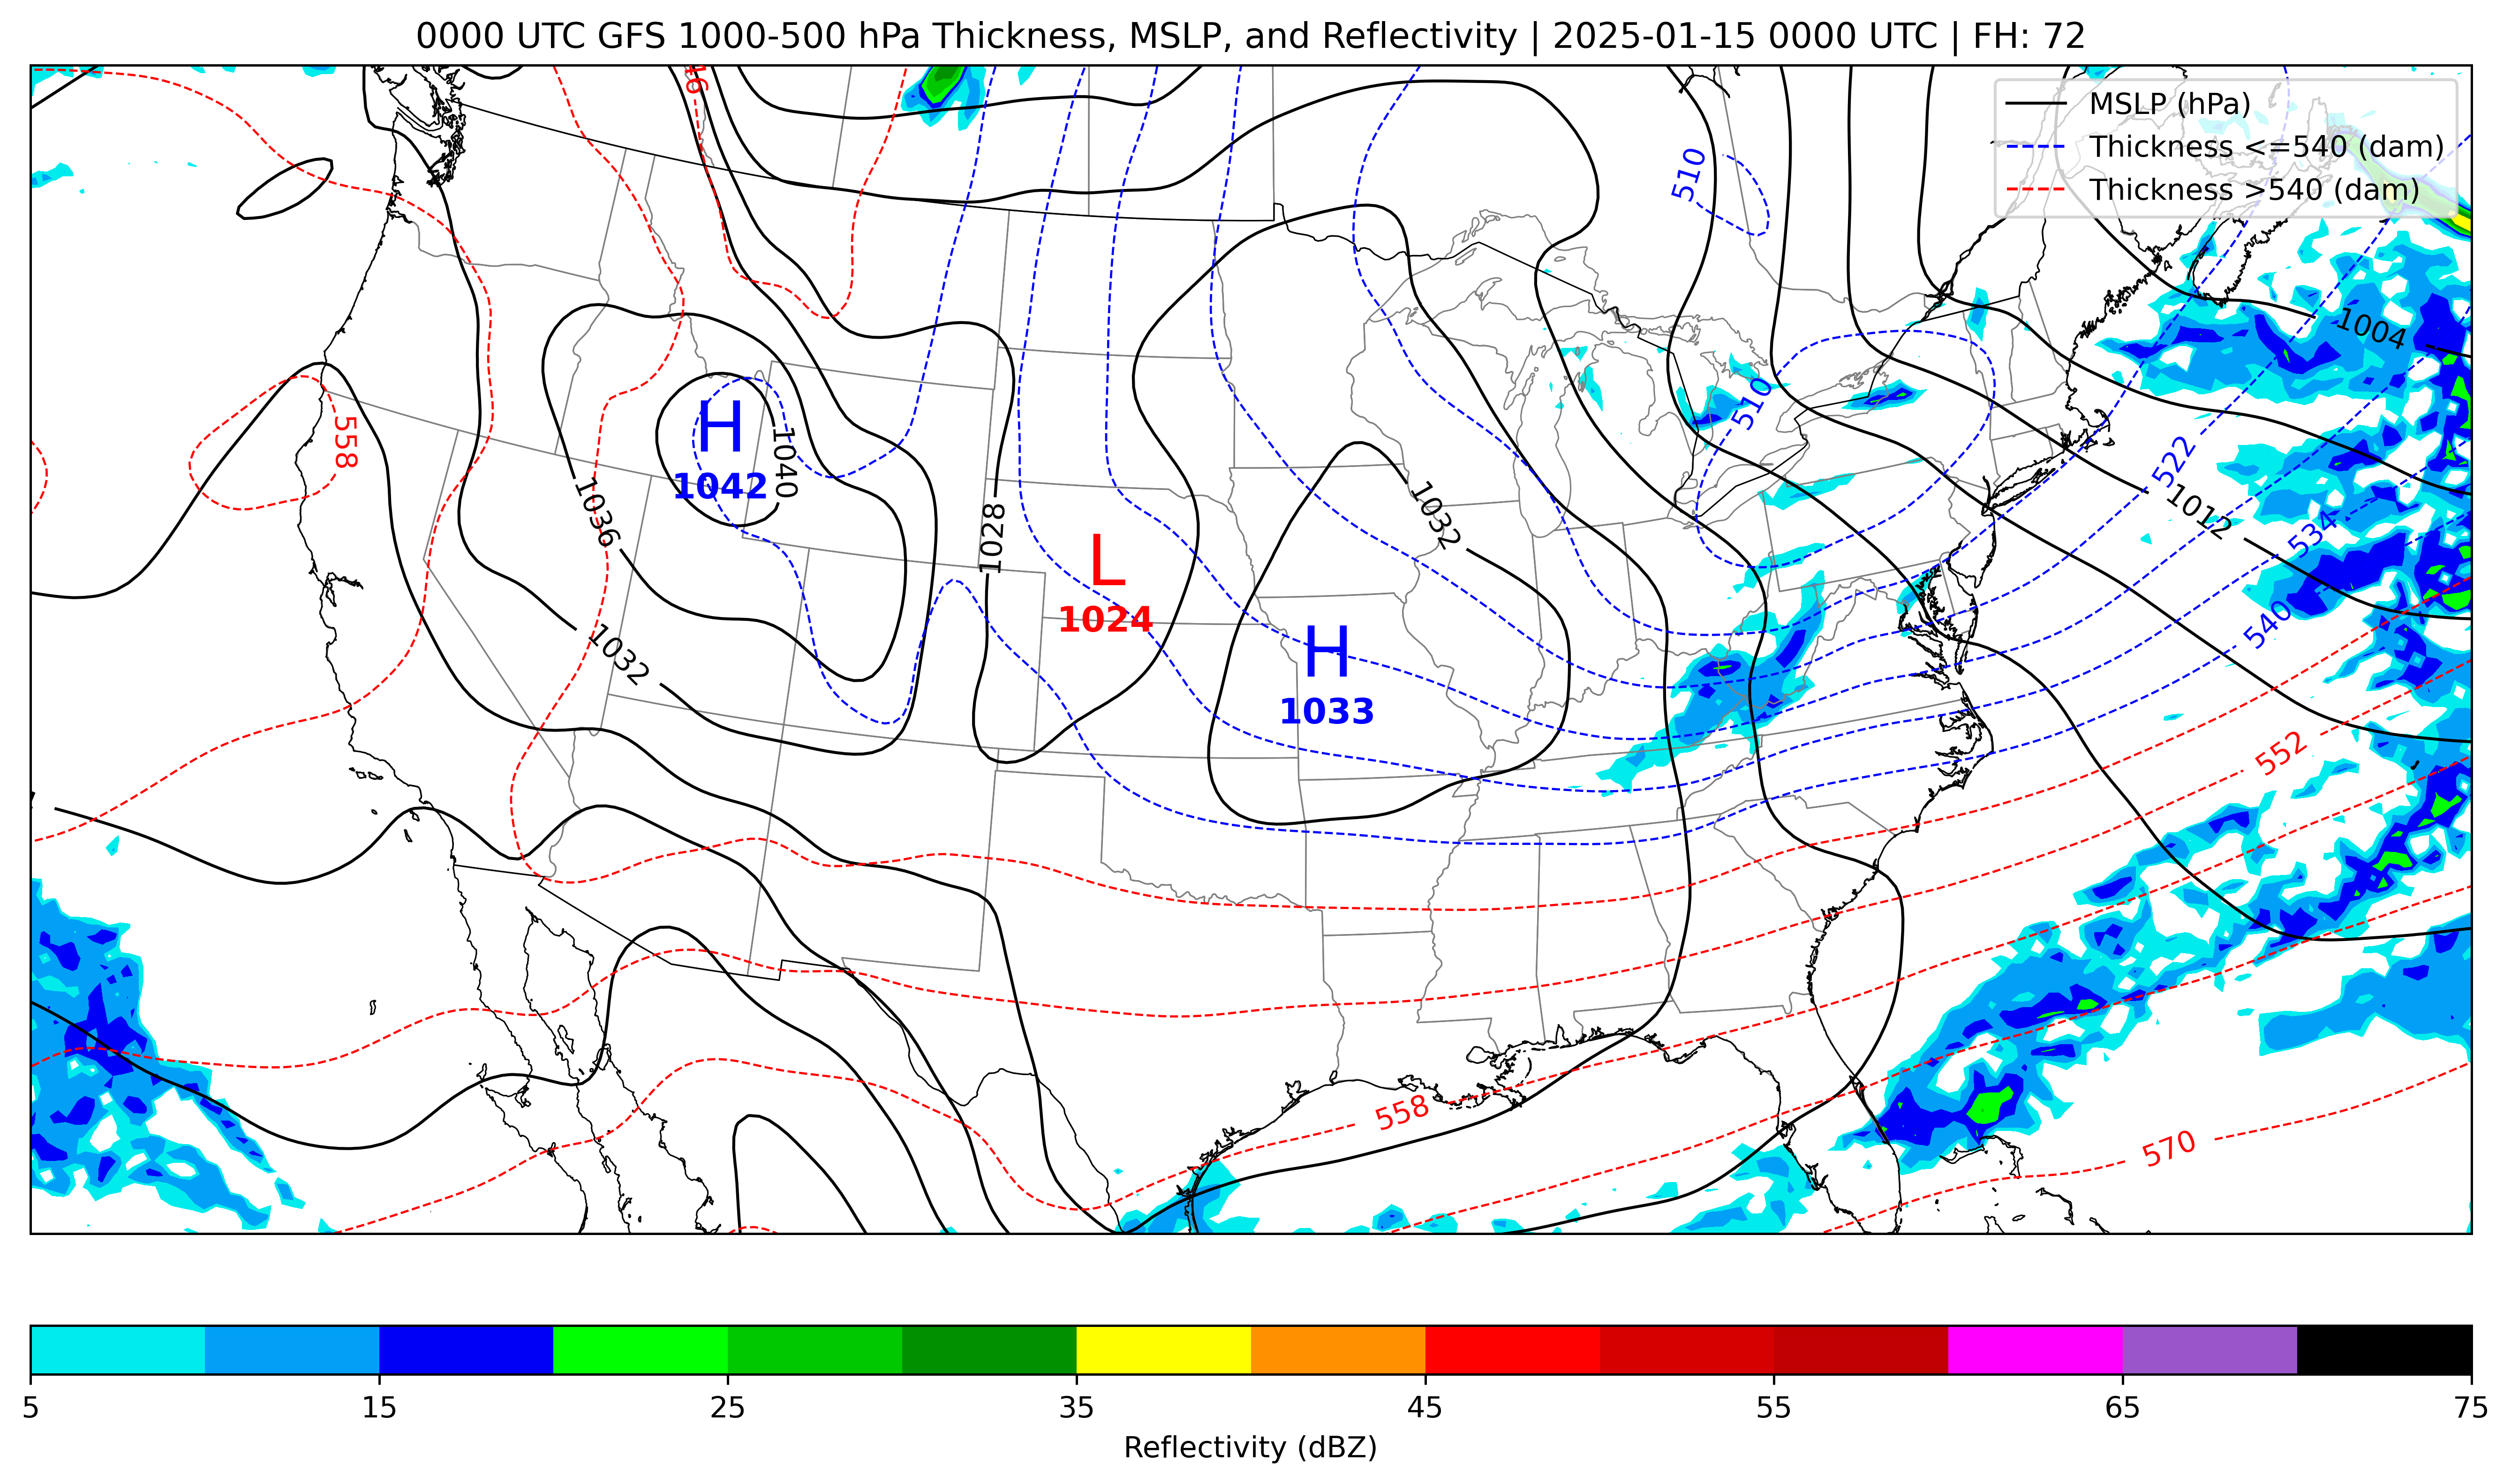 0000 UTC GFS 1000-500 hPa Thickness, MSLP, and Reflectivity | 2025-01-15 0000 UTC | FH: 72
MSLP (hPa)
Thickness <=540 (dam)
Thickness >540 (dam)
510
1004
558
H
1042
1040
510
1036
1028
1032
522
1012
534
L
1024
540
H
1033
1032
552
558
570
5 15 25 35 45 55 65 75
Reflectivity (dBZ)